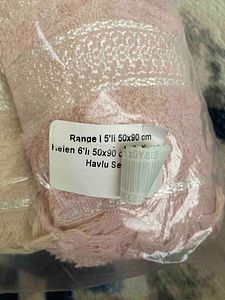 Range | 5'li 50x90 cm
Helen 6'lı 50x90 c
Havlu Se